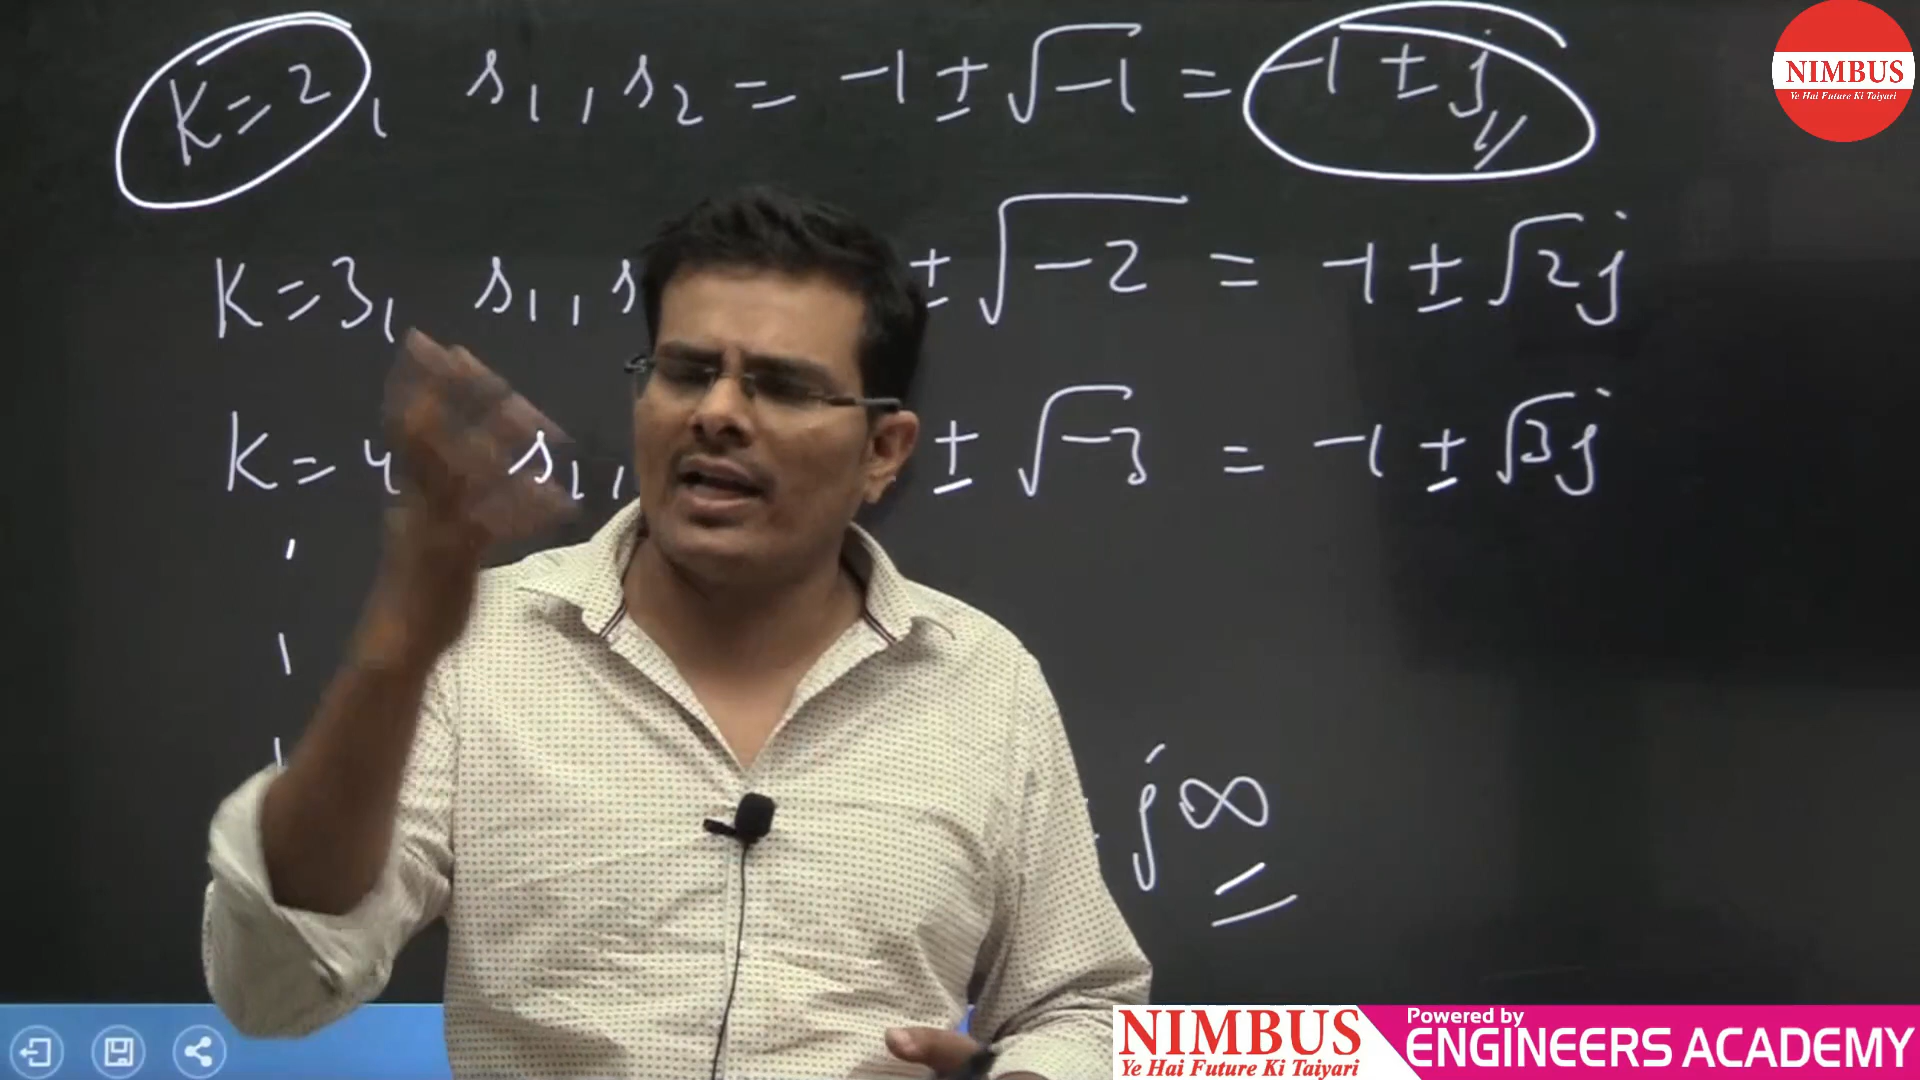 K=2, s1, s2 = -1 ± √-1 = -1 ± j
NIMBUS
Ye Hai Future Ki Taiyari
K=3, s1, s ± √-2 = -1 ± √2j
K=4 s1, ± √-3 = -1 ± √3j
j∞
NIMBUS
Ye Hai Future Ki Taiyari
Powered by
ENGINEERS ACADEMY